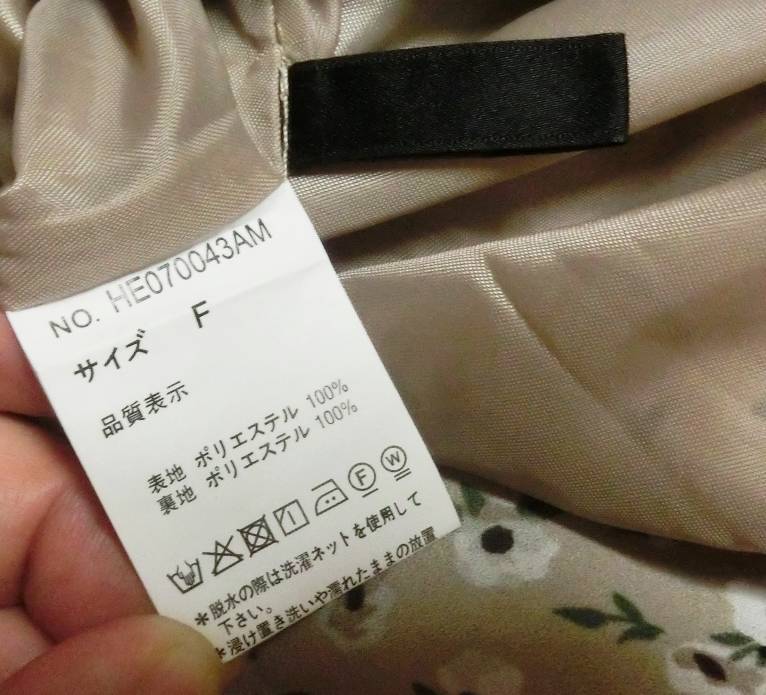 NO. HE070043AM
サイズ F
品質表示
表地 ポリエステル 100%
裏地 ポリエステル 100%
F W
*脱水の際は洗濯ネットを使用して
下さい。
*浸け置き洗いや濡れたままの放置